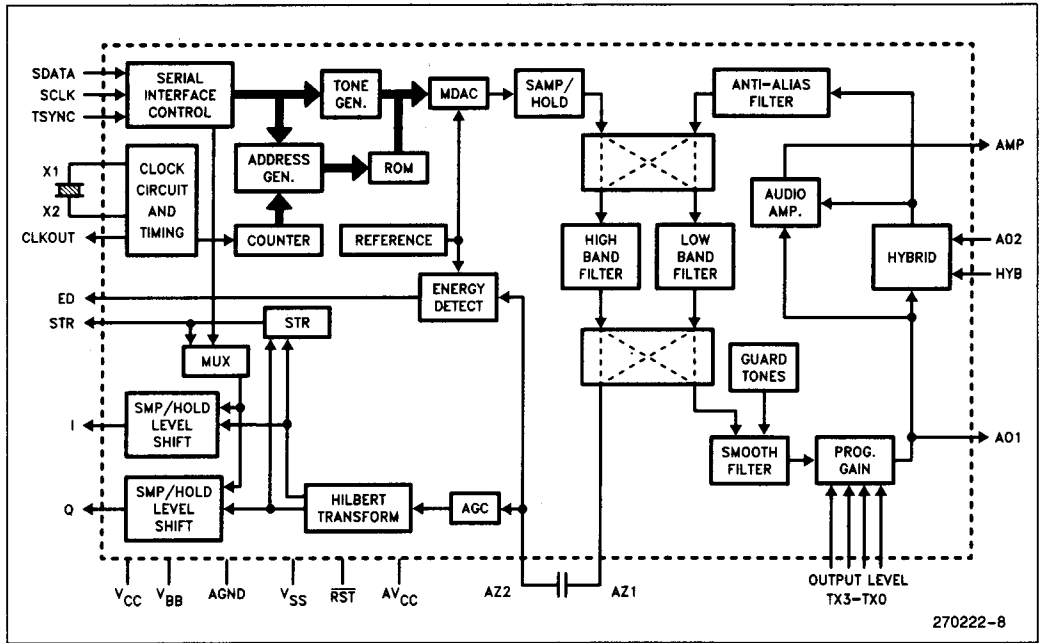 SDATA
SCLK
TSYNC
SERIAL
INTERFACE
CONTROL
TONE
GEN.
MDAC
SAMP/
HOLD
ANTI-ALIAS
FILTER
X1
X2
CLKOUT
CLOCK
CIRCUIT
AND
TIMING
ADDRESS
GEN.
ROM
COUNTER
REFERENCE
HIGH
BAND
FILTER
LOW
BAND
FILTER
AUDIO
AMP.
AMP
HYBRID
AO2
HYB
ED
ENERGY
DETECT
STR
STR
MUX
GUARD
TONES
I
SMP/HOLD
LEVEL
SHIFT
SMOOTH
FILTER
PROG.
GAIN
AO1
Q
SMP/HOLD
LEVEL
SHIFT
HILBERT
TRANSFORM
AGC
VCC
VBB
AGND
VSS
RST
AVCC
AZ2
AZ1
OUTPUT LEVEL
TX3-TX0
270222-8